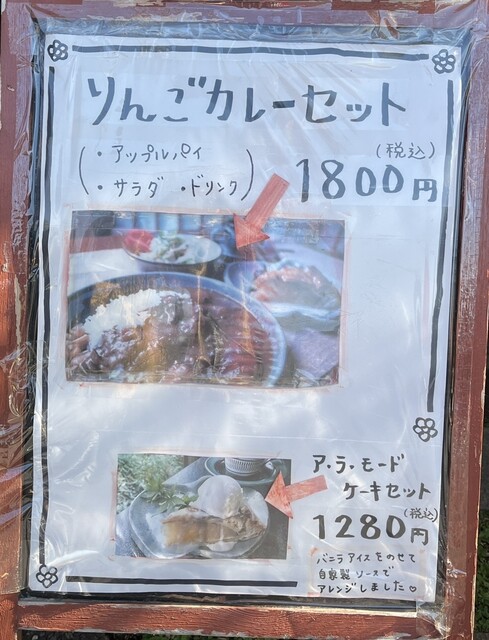 りんごカレーセット
・アップルパイ
・サラダ ・ドリンク
(税込)
1800円
ア・ラ・モード
ケーキセット
(税込)
1280円
バニラアイスをのせて
自家製ソースで
アレンジしました♡